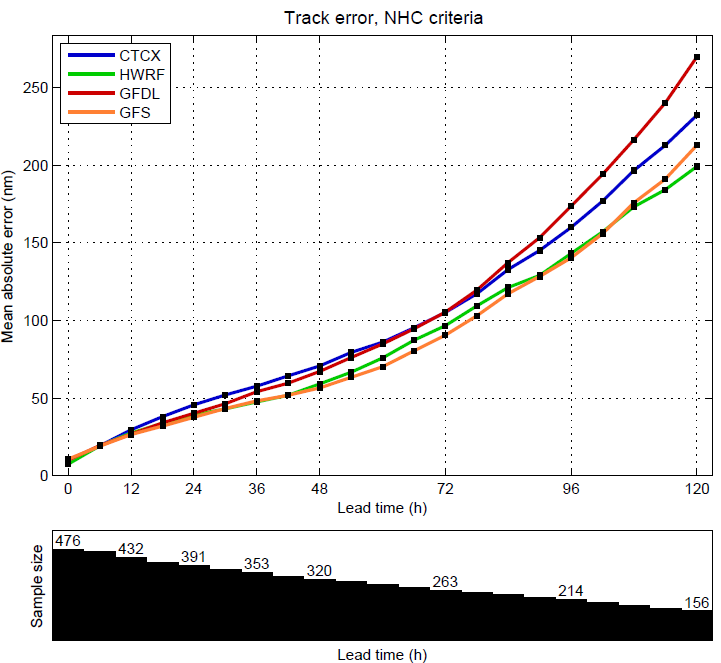 Track error, NHC criteria
CTCX
HWRF
GFDL
GFS
Mean absolute error (nm)
250
200
150
100
50
0
0 12 24 36 48 72 96 120
Lead time (h)
Sample size
476 432 391 353 320 263 214 156
Lead time (h)